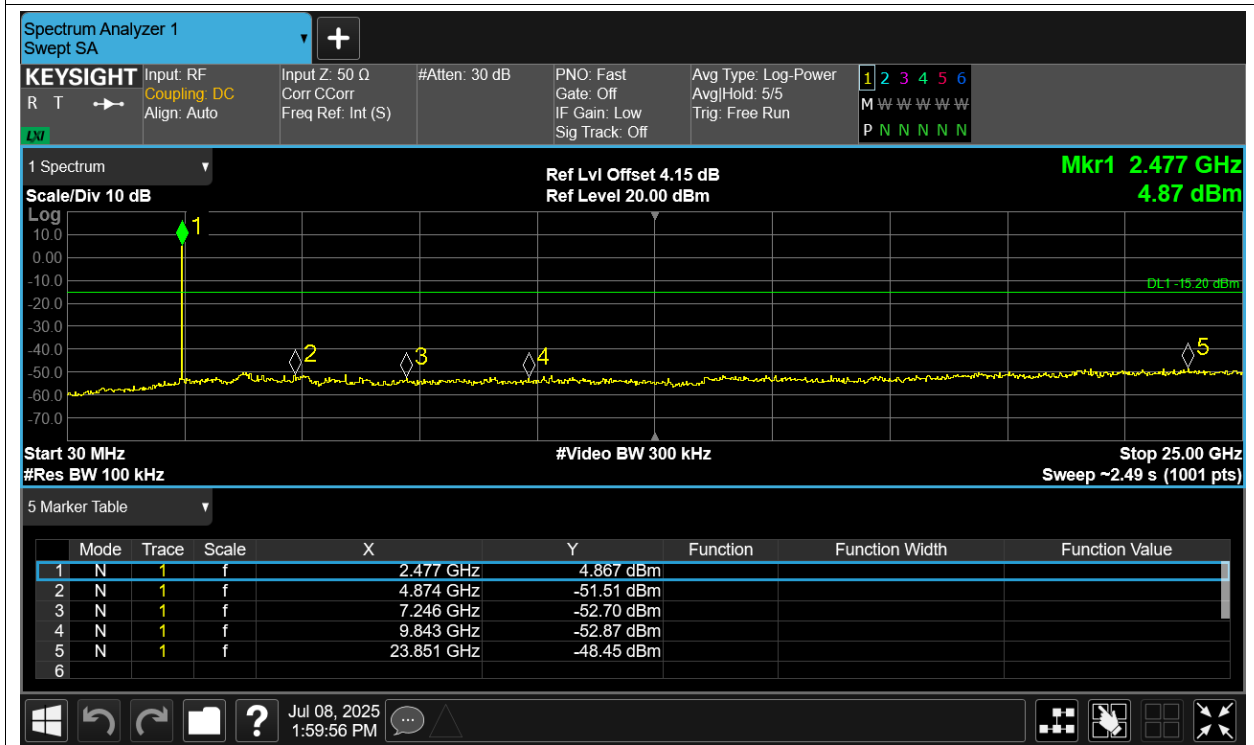 Spectrum Analyzer 1
Swept SA
+
KEYSIGHT
R T
LXI
Input: RF
Coupling: DC
Align: Auto
Input Z: 50 Ω
Corr CCorr
Freq Ref: Int (S)
#Atten: 30 dB
PNO: Fast
Gate: Off
IF Gain: Low
Sig Track: Off
Avg Type: Log-Power
Avg|Hold: 5/5
Trig: Free Run
1 2 3 4 5 6
M W W W W W
P N N N N N
1 Spectrum
Scale/Div 10 dB
Ref Lvl Offset 4.15 dB
Ref Level 20.00 dBm
Mkr1 2.477 GHz
4.87 dBm
Log
10.0
0.00
-10.0
-20.0
-30.0
-40.0
-50.0
-60.0
-70.0
1
2
3
4
5
DL1 -15.20 dBm
Start 30 MHz
#Video BW 300 kHz
Stop 25.00 GHz
#Res BW 100 kHz
Sweep ~2.49 s (1001 pts)
5 Marker Table
Mode Trace Scale X Y Function Function Width Function Value
1 N 1 f 2.477 GHz 4.867 dBm
2 N 1 f 4.874 GHz -51.51 dBm
3 N 1 f 7.246 GHz -52.70 dBm
4 N 1 f 9.843 GHz -52.87 dBm
5 N 1 f 23.851 GHz -48.45 dBm
6
?
Jul 08, 2025
1:59:56 PM